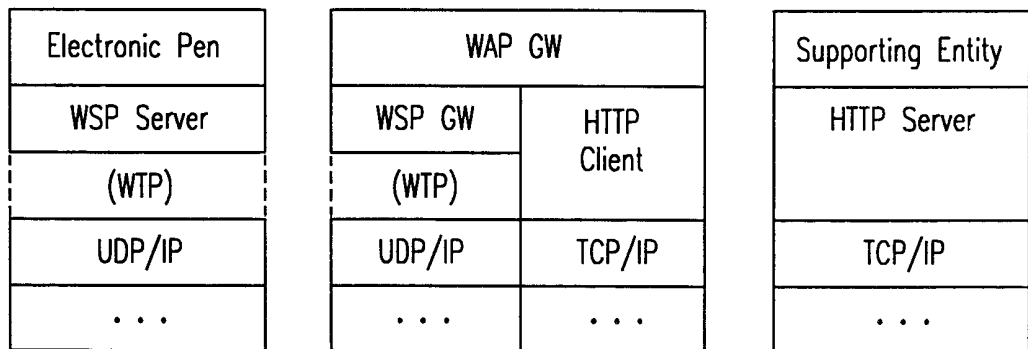 Electronic Pen
WSP Server
(WTP)
UDP/IP
. . .
WAP GW
WSP GW
(WTP)
UDP/IP
. . .
HTTP
Client
TCP/IP
. . .
Supporting Entity
HTTP Server
TCP/IP
. . .